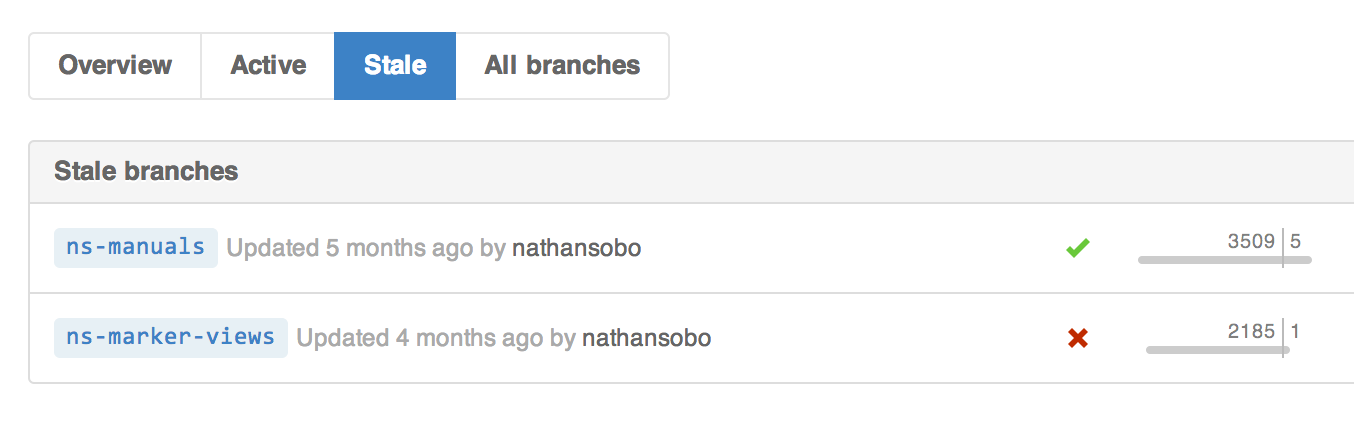 Overview Active Stale All branches
Stale branches
ns-manuals Updated 5 months ago by nathansobo 3509 5
ns-marker-views Updated 4 months ago by nathansobo 2185 1